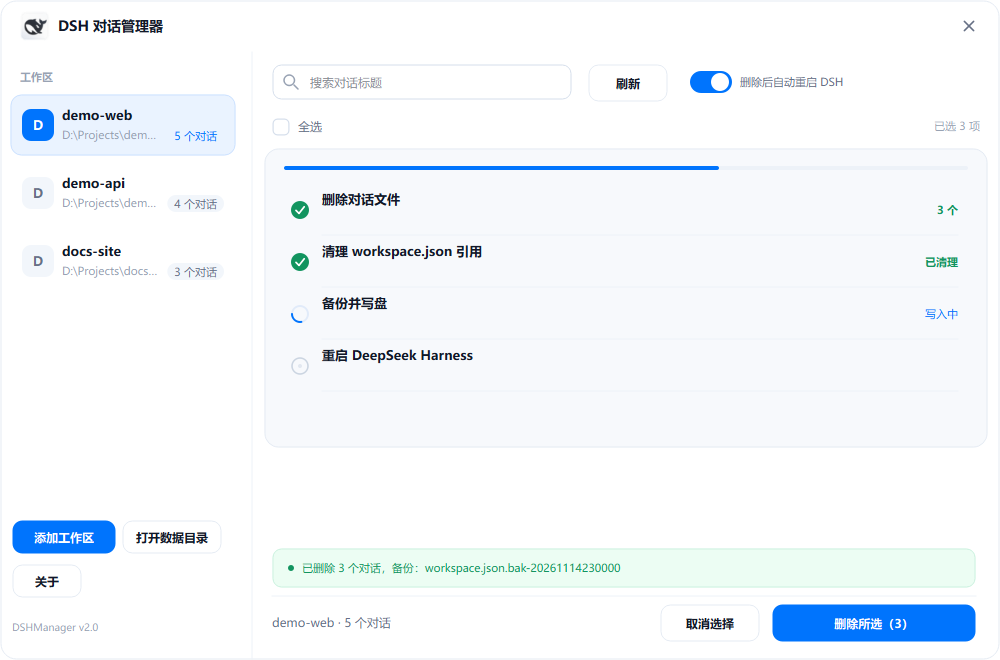 DSH 对话管理器
工作区
D
demo-web
D:\Projects\dem...
5 个对话
D
demo-api
D:\Projects\dem...
4 个对话
D
docs-site
D:\Projects\docs...
3 个对话
添加工作区
打开数据目录
关于
DSHManager v2.0
搜索对话标题
刷新
删除后自动重启 DSH
全选
已选 3 项
删除对话文件
3 个
清理 workspace.json 引用
已清理
备份并写盘
写入中
重启 DeepSeek Harness
已删除 3 个对话，备份：workspace.json.bak-20261114230000
demo-web · 5 个对话
取消选择
删除所选（3）